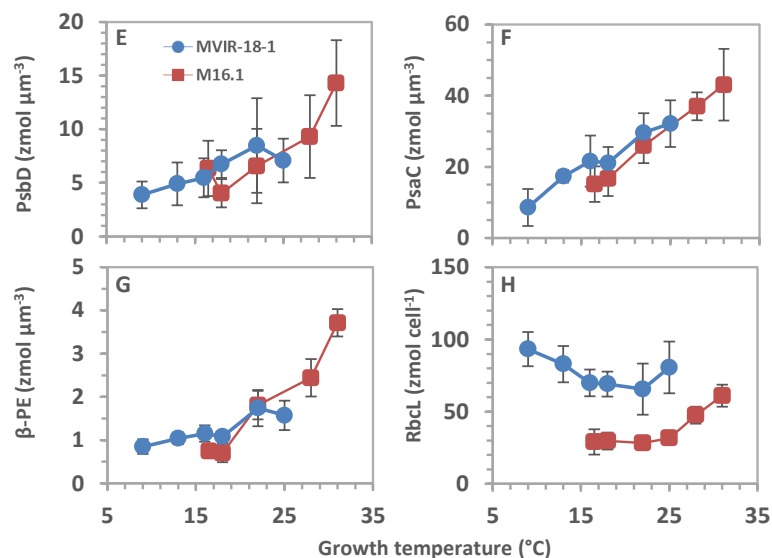 E
MVIR-18-1
M16.1
PsbD (zmol µm-3)
20
15
10
5
0
F
PsaC (zmol µm-3)
60
40
20
0
G
β-PE (zmol µm-3)
5
4
3
2
1
0
5 15 25 35
H
RbcL (zmol cell-1)
150
100
50
0
5 15 25 35
Growth temperature (°C)